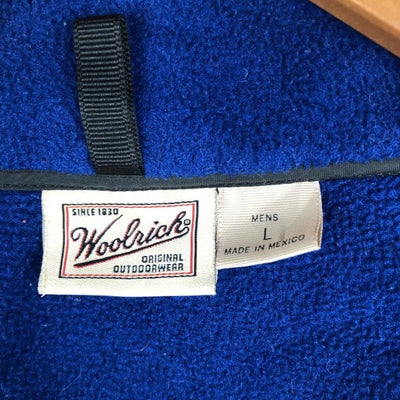 SINCE 1830
Woolrich®
ORIGINAL
OUTDOORWEAR
MENS
L
MADE IN MEXICO